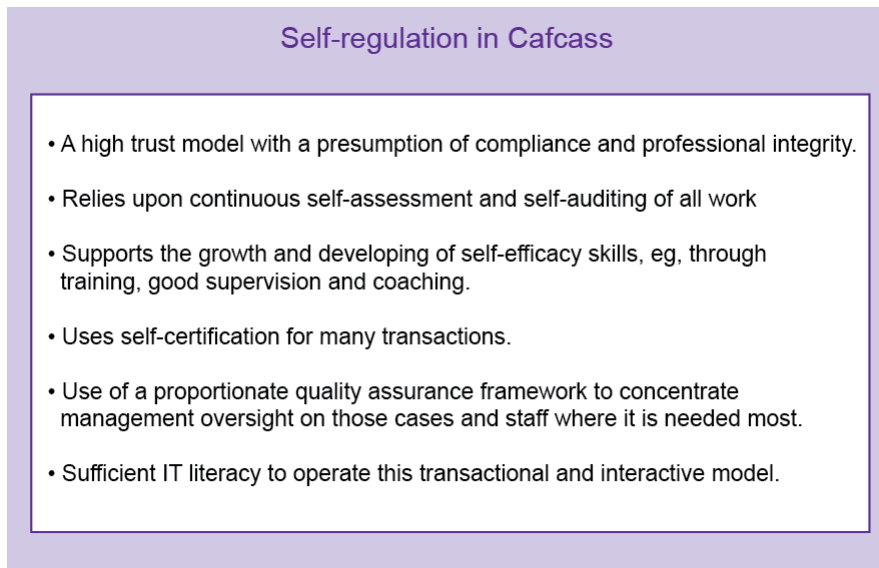 Self-regulation in Cafcass
• A high trust model with a presumption of compliance and professional integrity.
• Relies upon continuous self-assessment and self-auditing of all work
• Supports the growth and developing of self-efficacy skills, eg, through
training, good supervision and coaching.
• Uses self-certification for many transactions.
• Use of a proportionate quality assurance framework to concentrate
management oversight on those cases and staff where it is needed most.
• Sufficient IT literacy to operate this transactional and interactive model.